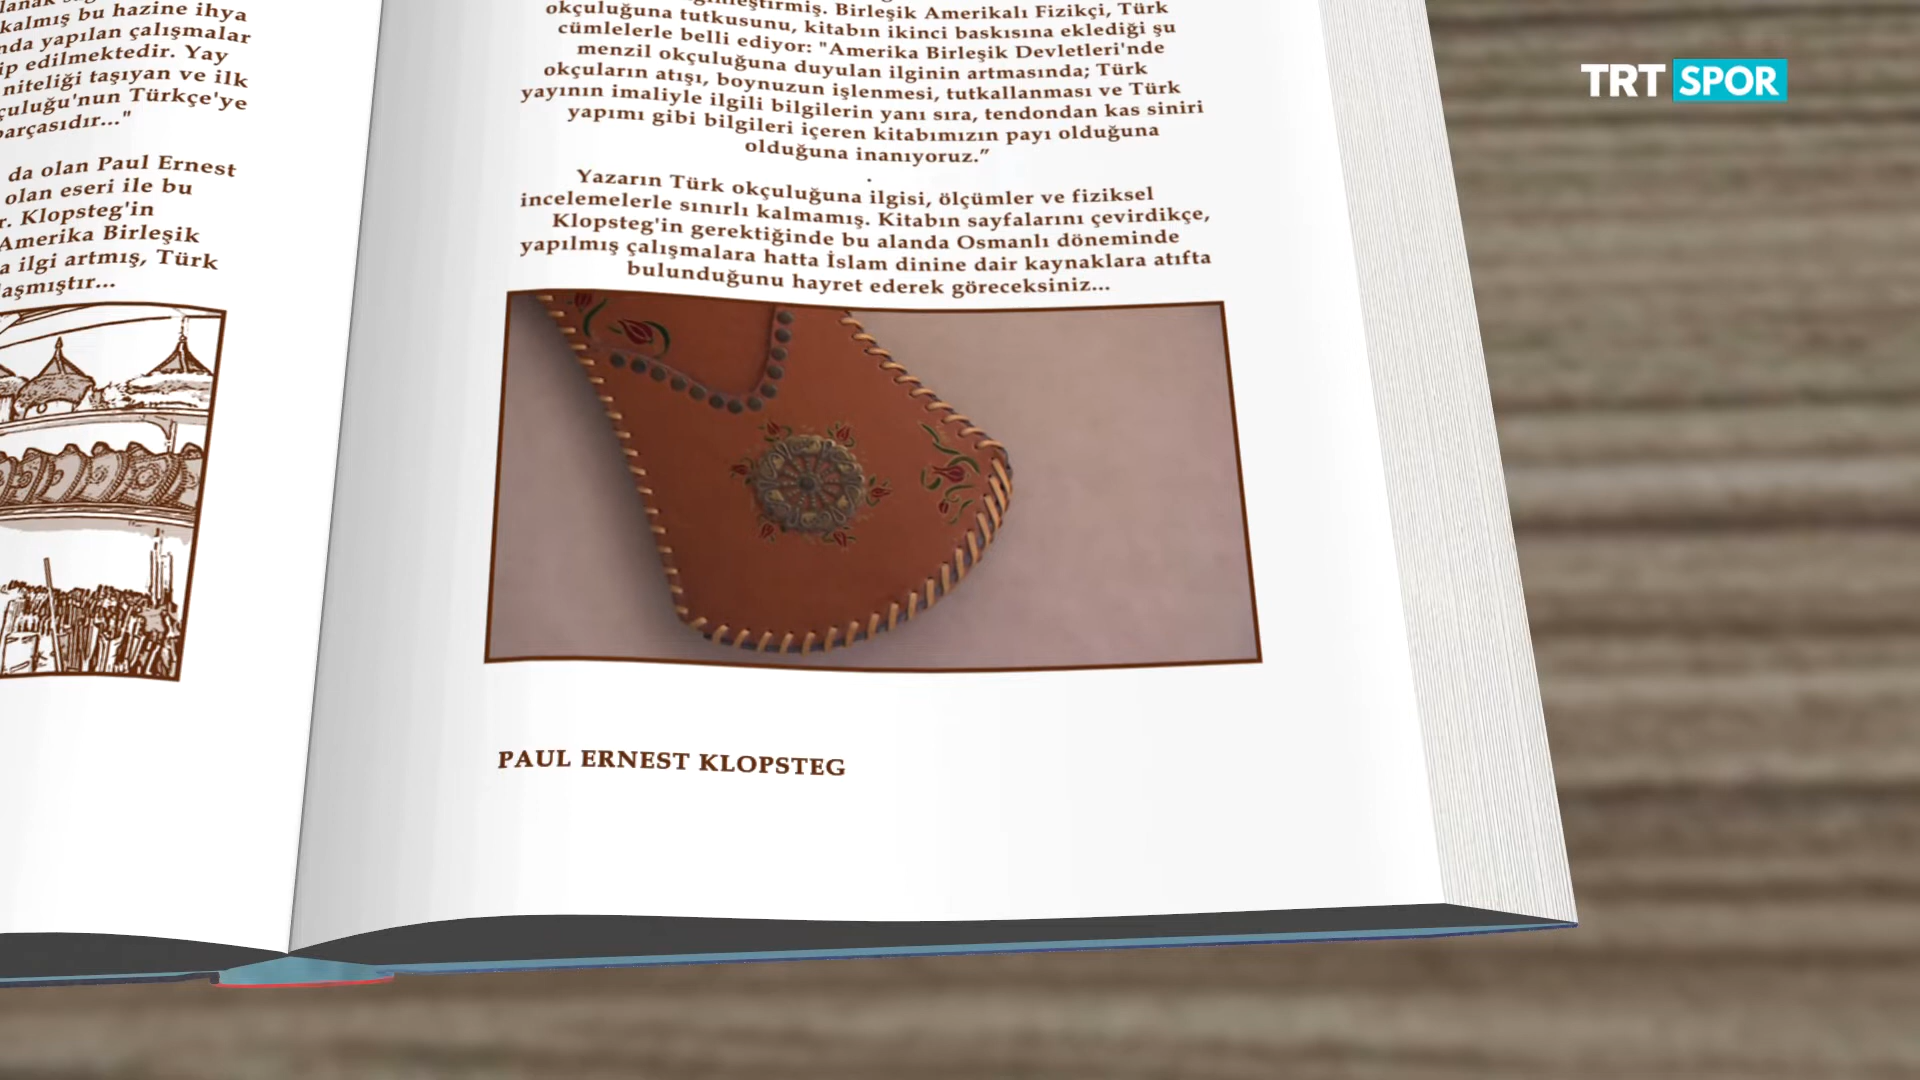 kalmış bu hazine ihya
yapılan çalışmalar
edilmektedir. Yay
niteliği taşıyan ve ilk
Türkçe'ye
da olan Paul Ernest
olan eseri ile bu
Klopsteg'in
Amerika Birleşik
ilgi artmış, Türk
Birleşik Amerikalı Fizikçi, Türk
okçuluğuna tutkusunu, kitabın ikinci baskısına eklediği şu
cümlelerle belli ediyor: "Amerika Birleşik Devletleri'nde
menzil okçuluğuna duyulan ilginin artmasında; Türk
okçuların atışı, boynuzun işlenmesi, tutkallanması ve Türk
yayının imaliyle ilgili bilgilerin yanı sıra, tendondan kas siniri
yapımı gibi bilgileri içeren kitabımızın payı olduğuna
olduğuna inanıyoruz.”
.
Yazarın Türk okçuluğuna ilgisi, ölçümler ve fiziksel
incelemelerle sınırlı kalmamış. Kitabın sayfalarını çevirdikçe,
Klopsteg'in gerektiğinde bu alanda Osmanlı döneminde
yapılmış çalışmalara hatta İslam dinine dair kaynaklara atıfta
bulunduğunu hayret ederek göreceksiniz...
PAUL ERNEST KLOPSTEG
TRT SPOR